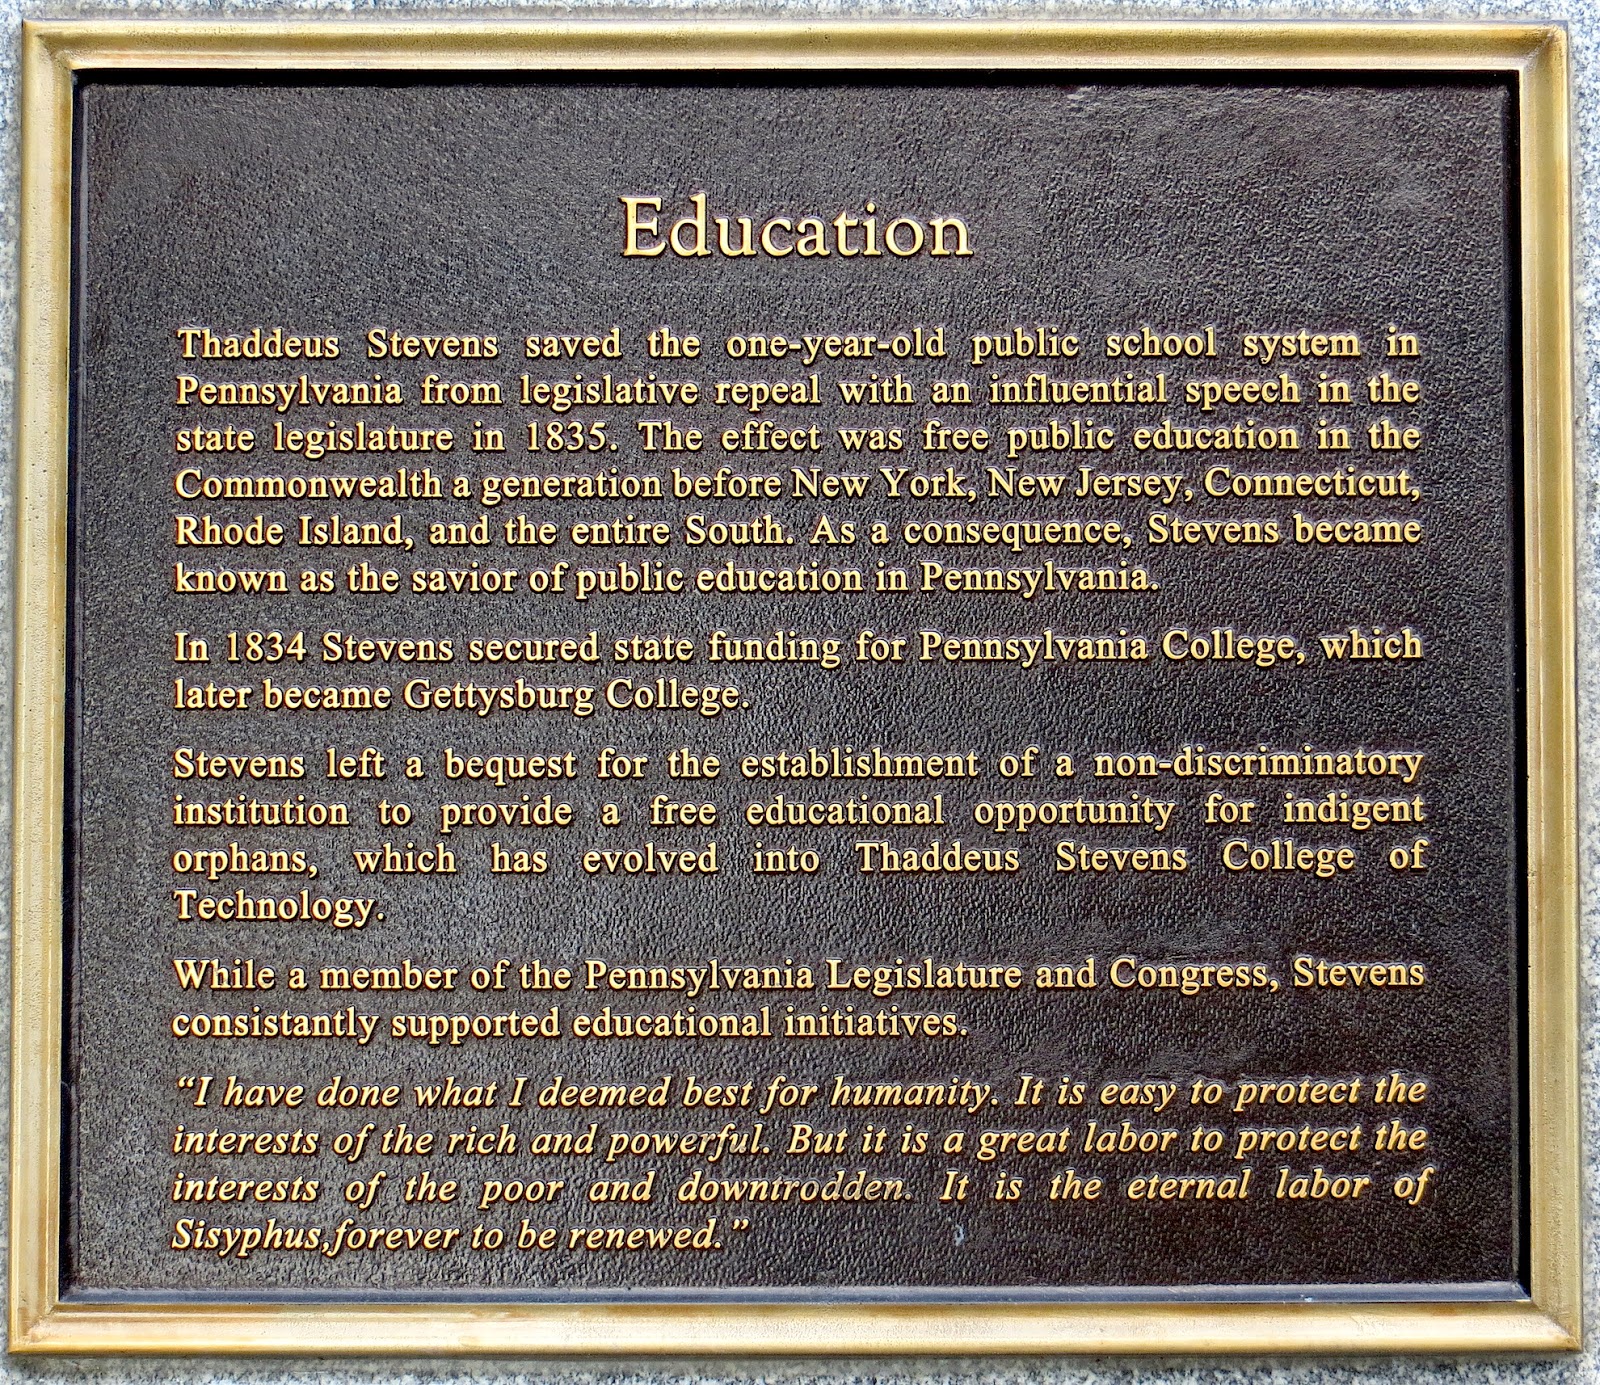 Education
Thaddeus Stevens saved the one-year-old public school system in
Pennsylvania from legislative repeal with an influential speech in the
state legislature in 1835. The effect was free public education in the
Commonwealth a generation before New York, New Jersey, Connecticut,
Rhode Island, and the entire South. As a consequence, Stevens became
known as the savior of public education in Pennsylvania.
In 1834 Stevens secured state funding for Pennsylvania College, which
later became Gettysburg College.
Stevens left a bequest for the establishment of a non-discriminatory
institution to provide a free educational opportunity for indigent
orphans, which has evolved into Thaddeus Stevens College of
Technology.
While a member of the Pennsylvania Legislature and Congress, Stevens
consistantly supported educational initiatives.
“I have done what I deemed best for humanity. It is easy to protect the
interests of the rich and powerful. But it is a great labor to protect the
interests of the poor and downtrodden. It is the eternal labor of
Sisyphus,forever to be renewed.”